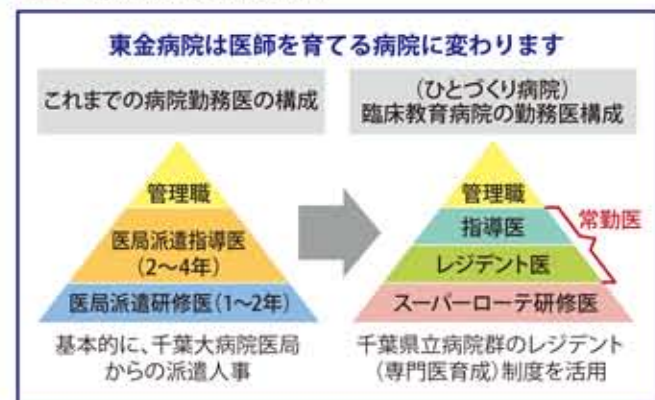 東金病院は医師を育てる病院に変わります
これまでの病院勤務医の構成
管理職
医局派遣指導医
(2〜4年)
医局派遣研修医(1〜2年)
基本的に、千葉大病院医局
からの派遣人事
(ひとづくり病院)
臨床教育病院の勤務医構成
管理職
指導医
レジデント医
スーパーローテ研修医
常勤医
千葉県立病院群のレジデント
(専門医育成)制度を活用